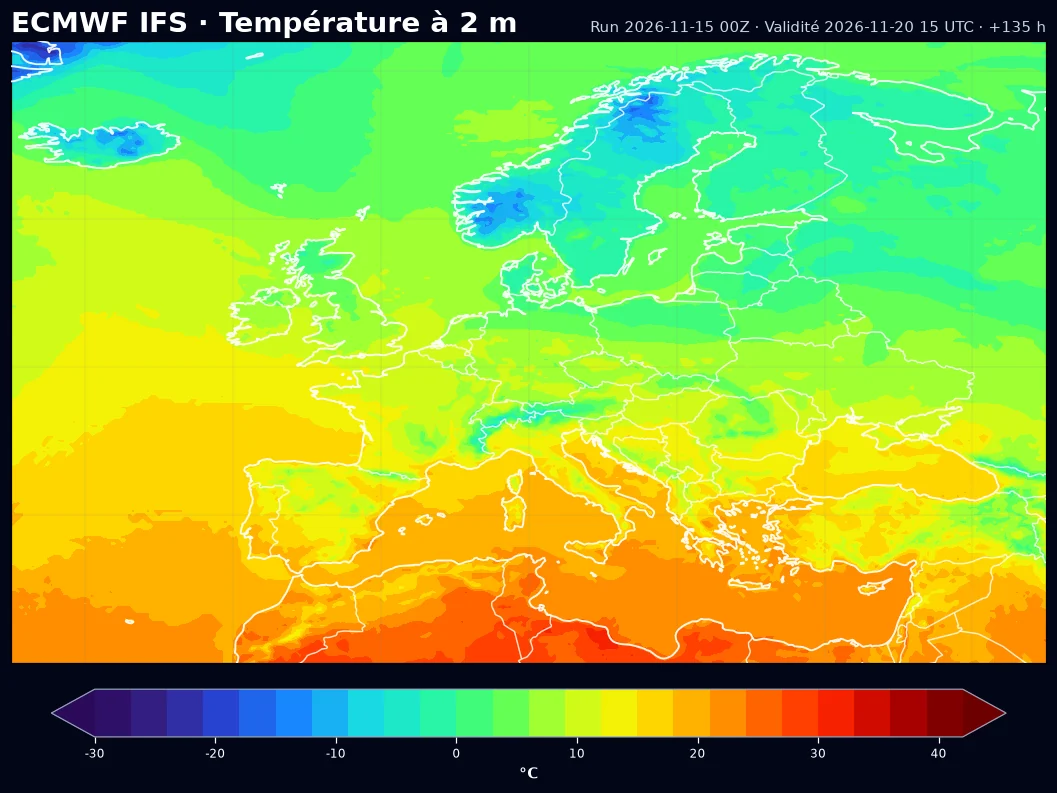 ECMWF IFS · Température à 2 m
Run 2026-11-15 00Z · Validité 2026-11-20 15 UTC · +135 h
-30 -20 -10 0 10 20 30 40
°C